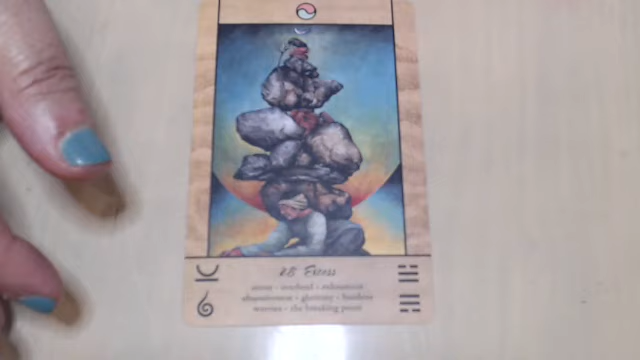 28 Excess
stress - overload - exhaustion
obsessiveness - gluttony - burdens
worries - the breaking point